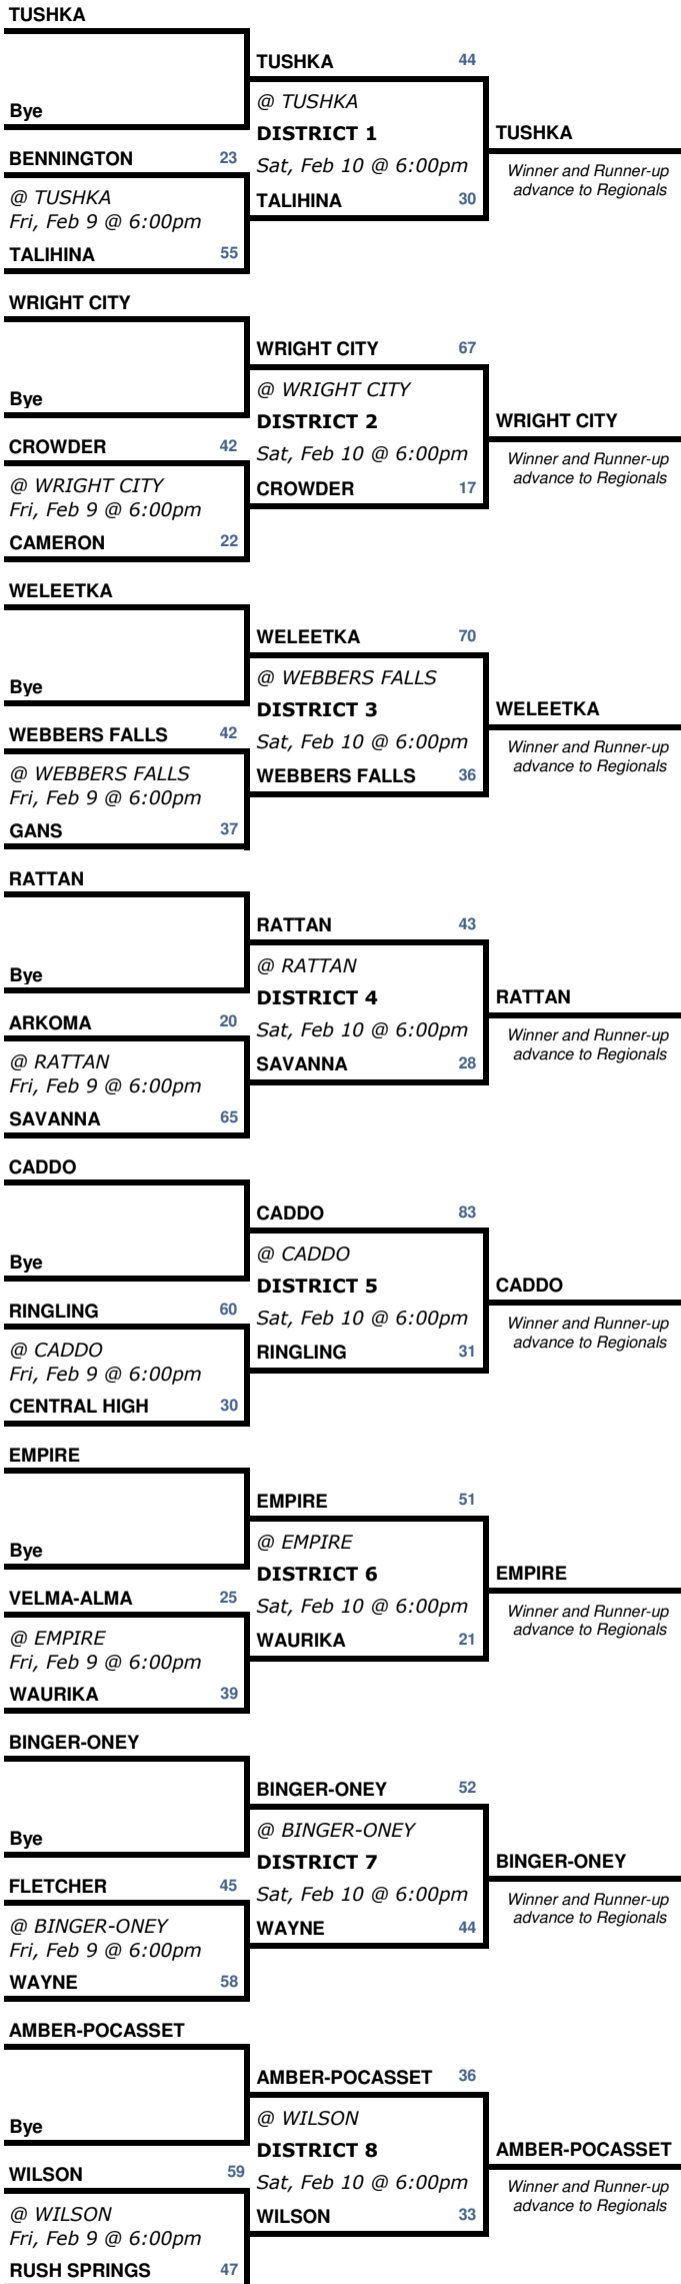 TUSHKA
TUSHKA 44
@ TUSHKA
Bye
DISTRICT 1
TUSHKA
BENNINGTON 23
Sat, Feb 10 @ 6:00pm
Winner and Runner-up
advance to Regionals
@ TUSHKA
TALIHINA 30
Fri, Feb 9 @ 6:00pm
TALIHINA 55
WRIGHT CITY
WRIGHT CITY 67
@ WRIGHT CITY
Bye
DISTRICT 2
WRIGHT CITY
CROWDER 42
Sat, Feb 10 @ 6:00pm
Winner and Runner-up
advance to Regionals
@ WRIGHT CITY
CROWDER 17
Fri, Feb 9 @ 6:00pm
CAMERON 22
WELEETKA
WELEETKA 70
@ WEBBERS FALLS
Bye
DISTRICT 3
WELEETKA
WEBBERS FALLS 42
Sat, Feb 10 @ 6:00pm
Winner and Runner-up
advance to Regionals
@ WEBBERS FALLS
WEBBERS FALLS 36
Fri, Feb 9 @ 6:00pm
GANS 37
RATTAN
RATTAN 43
@ RATTAN
Bye
DISTRICT 4
RATTAN
ARKOMA 20
Sat, Feb 10 @ 6:00pm
Winner and Runner-up
advance to Regionals
@ RATTAN
SAVANNA 28
Fri, Feb 9 @ 6:00pm
SAVANNA 65
CADDO
CADDO 83
@ CADDO
Bye
DISTRICT 5
CADDO
RINGLING 60
Sat, Feb 10 @ 6:00pm
Winner and Runner-up
advance to Regionals
@ CADDO
RINGLING 31
Fri, Feb 9 @ 6:00pm
CENTRAL HIGH 30
EMPIRE
EMPIRE 51
@ EMPIRE
Bye
DISTRICT 6
EMPIRE
VELMA-ALMA 25
Sat, Feb 10 @ 6:00pm
Winner and Runner-up
advance to Regionals
@ EMPIRE
WAURIKA 21
Fri, Feb 9 @ 6:00pm
WAURIKA 39
BINGER-ONEY
BINGER-ONEY 52
@ BINGER-ONEY
Bye
DISTRICT 7
BINGER-ONEY
FLETCHER 45
Sat, Feb 10 @ 6:00pm
Winner and Runner-up
advance to Regionals
@ BINGER-ONEY
WAYNE 44
Fri, Feb 9 @ 6:00pm
WAYNE 58
AMBER-POCASSET
AMBER-POCASSET 36
@ WILSON
Bye
DISTRICT 8
AMBER-POCASSET
WILSON 59
Sat, Feb 10 @ 6:00pm
Winner and Runner-up
advance to Regionals
@ WILSON
WILSON 33
Fri, Feb 9 @ 6:00pm
RUSH SPRINGS 47